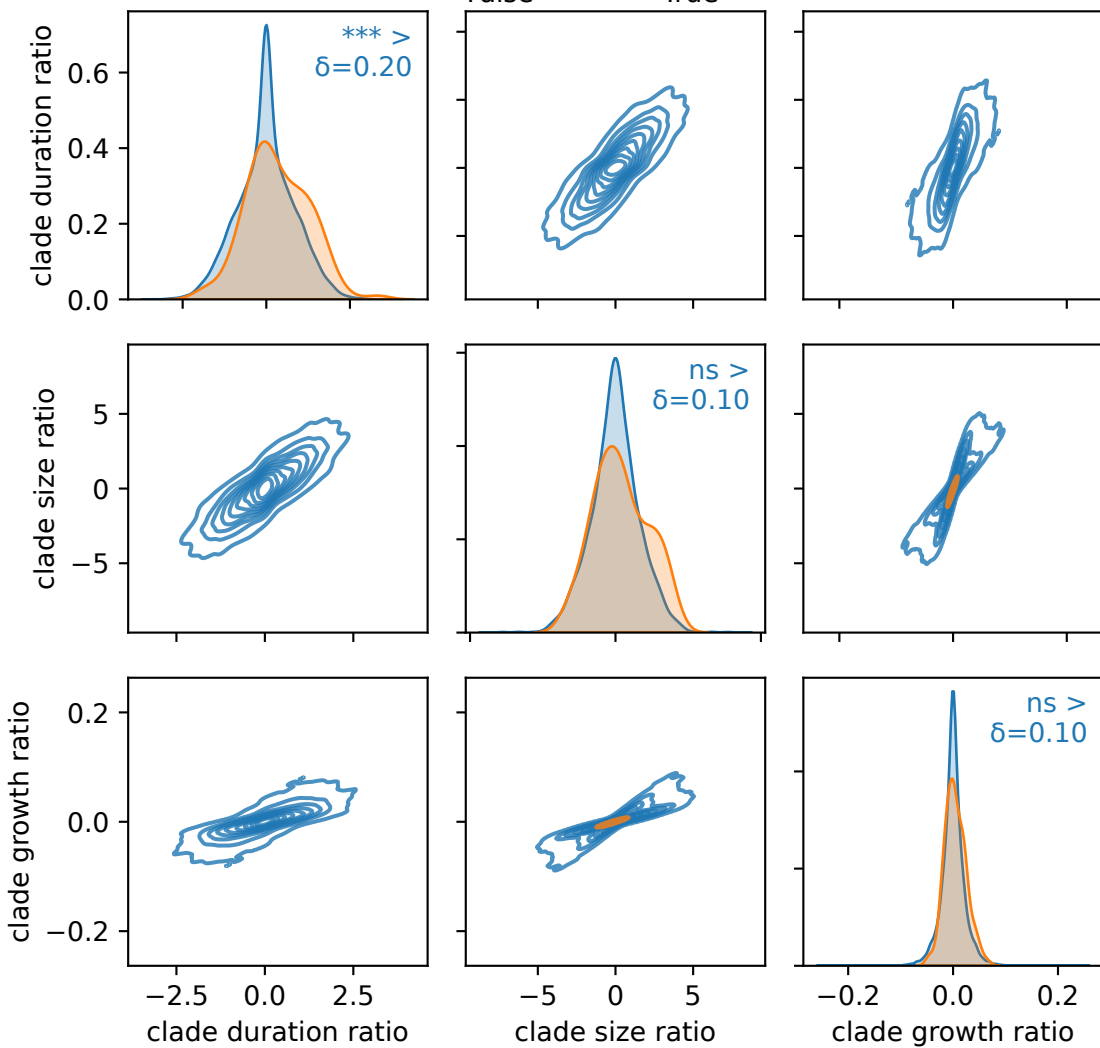 True
clade duration ratio
0.6
0.4
0.2
0.0
*** >
δ=0.20
clade size ratio
5
0
−5
ns >
δ=0.10
clade growth ratio
0.2
0.0
−0.2
ns >
δ=0.10
−2.5 0.0 2.5
−5 0 5
−0.2 0.0 0.2
clade duration ratio
clade size ratio
clade growth ratio